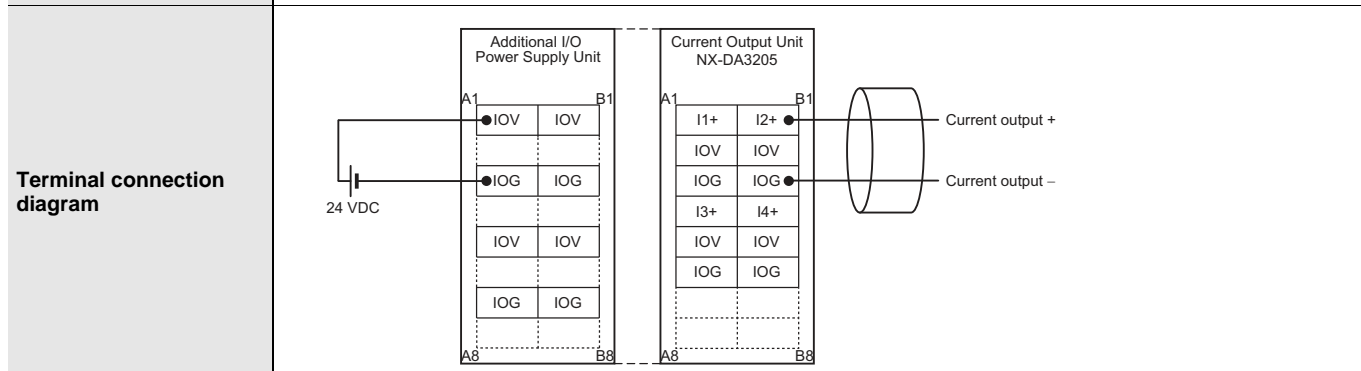 Terminal connection
diagram
Additional I/O
Power Supply Unit
A1 B1
IOV IOV
IOG IOG
IOV IOV
IOG IOG
A8 B8
24 VDC
Current Output Unit
NX-DA3205
A1 B1
I1+ I2+
IOV IOV
IOG IOG
I3+ I4+
IOV IOV
IOG IOG
A8 B8
Current output +
Current output −